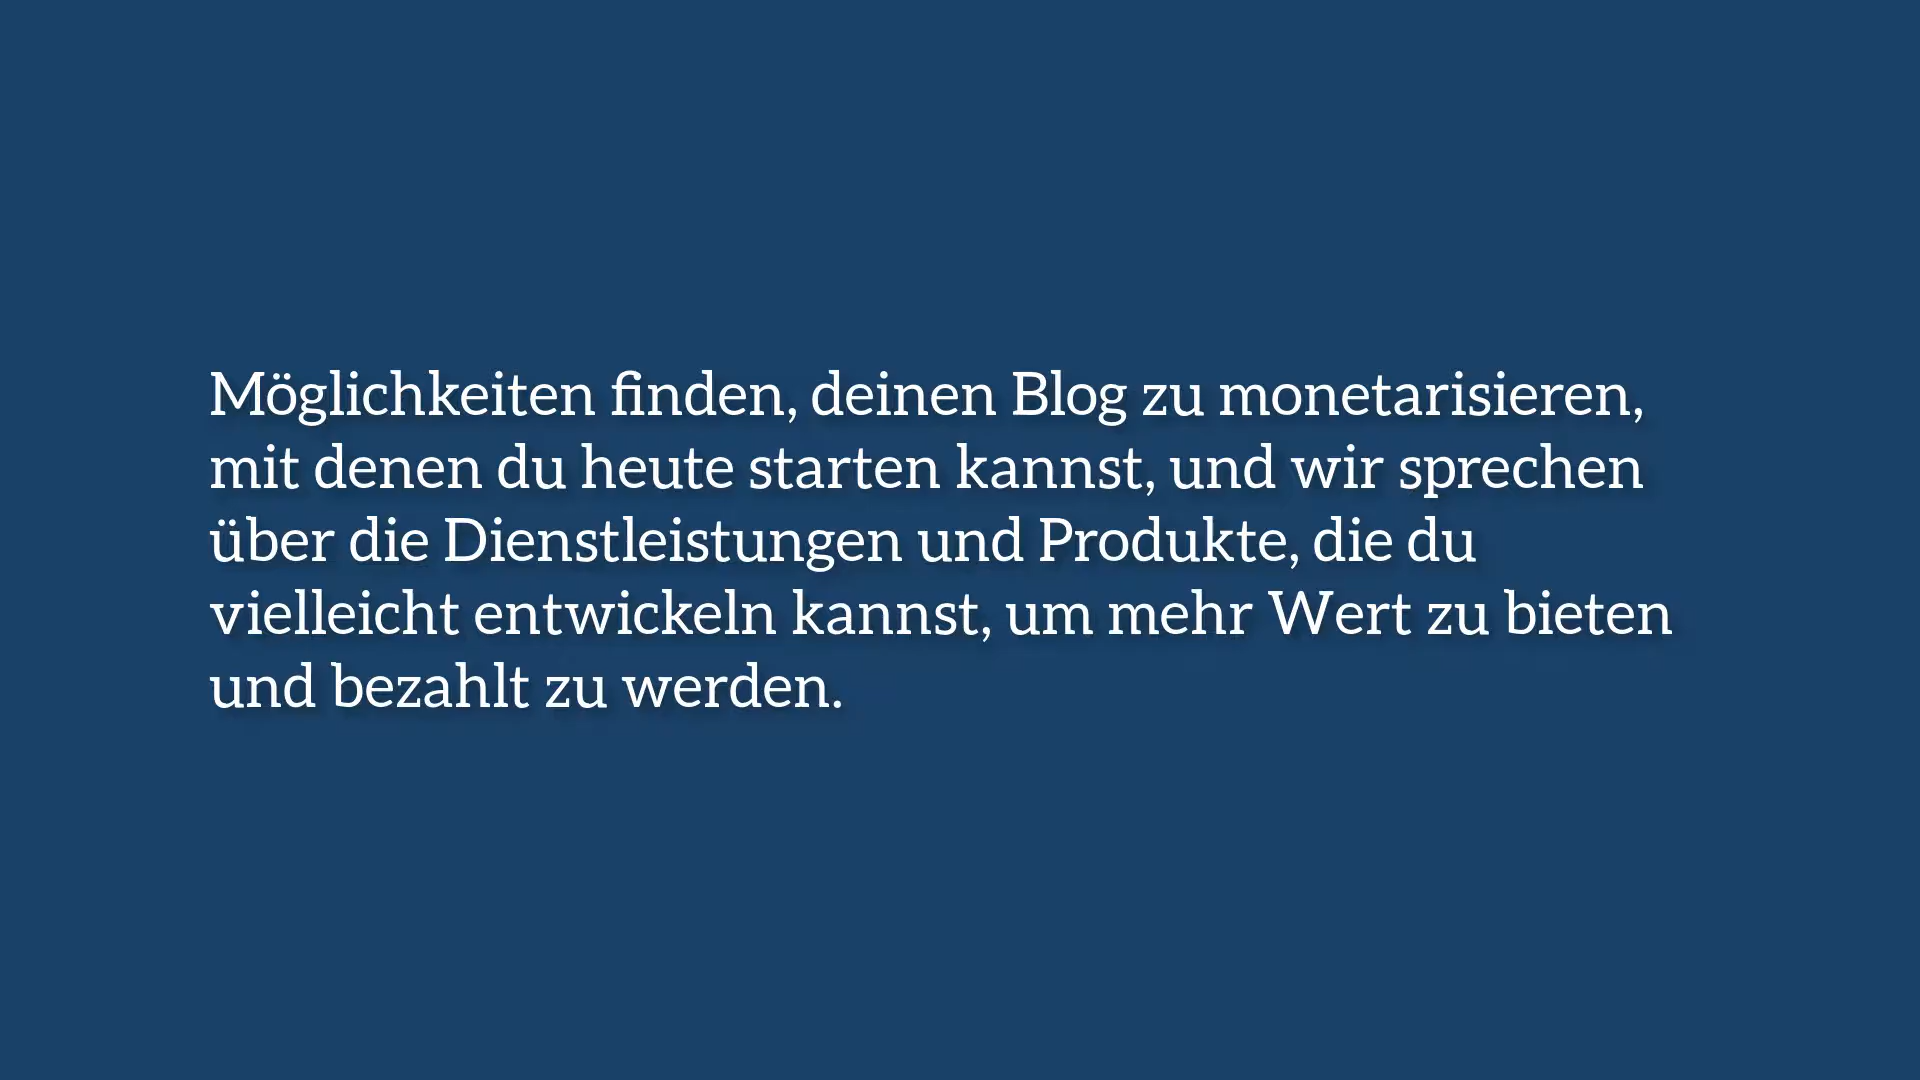 Möglichkeiten finden, deinen Blog zu monetarisieren,
mit denen du heute starten kannst, und wir sprechen
über die Dienstleistungen und Produkte, die du
vielleicht entwickeln kannst, um mehr Wert zu bieten
und bezahlt zu werden.